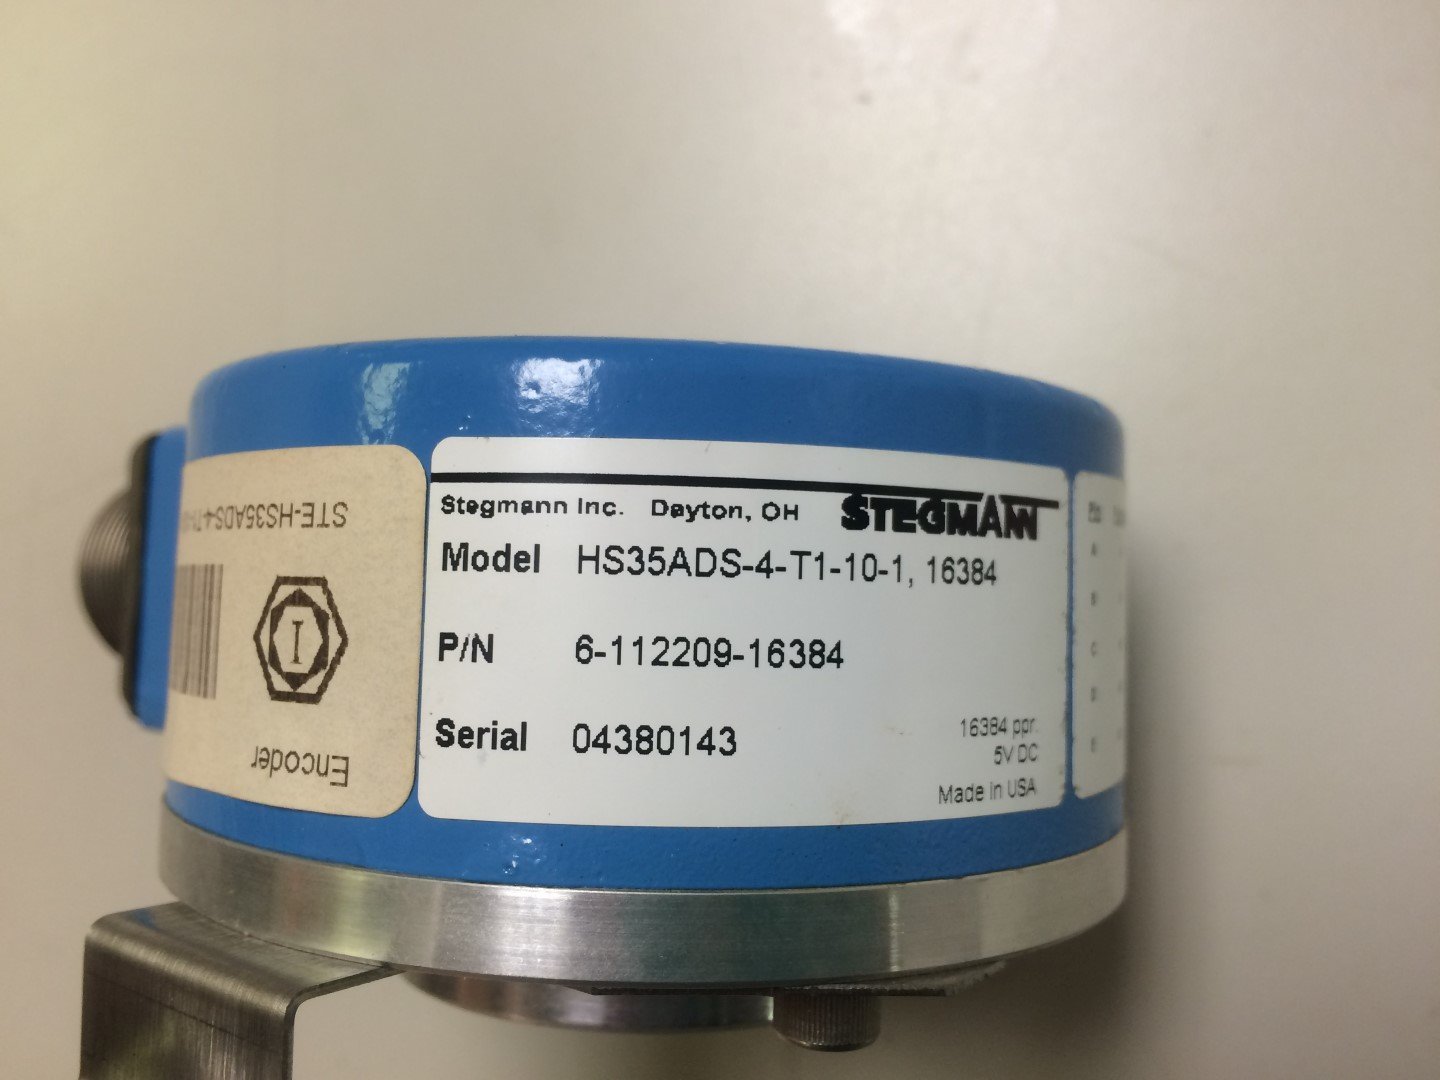 Stegmann Inc. Dayton, OH STEGMANN
Model HS35ADS-4-T1-10-1, 16384
P/N 6-112209-16384
Serial 04380143
16384 ppr.
5V DC
Made in USA
STE-HS35ADS-4-T1-
I
Encoder
A
B
C
D